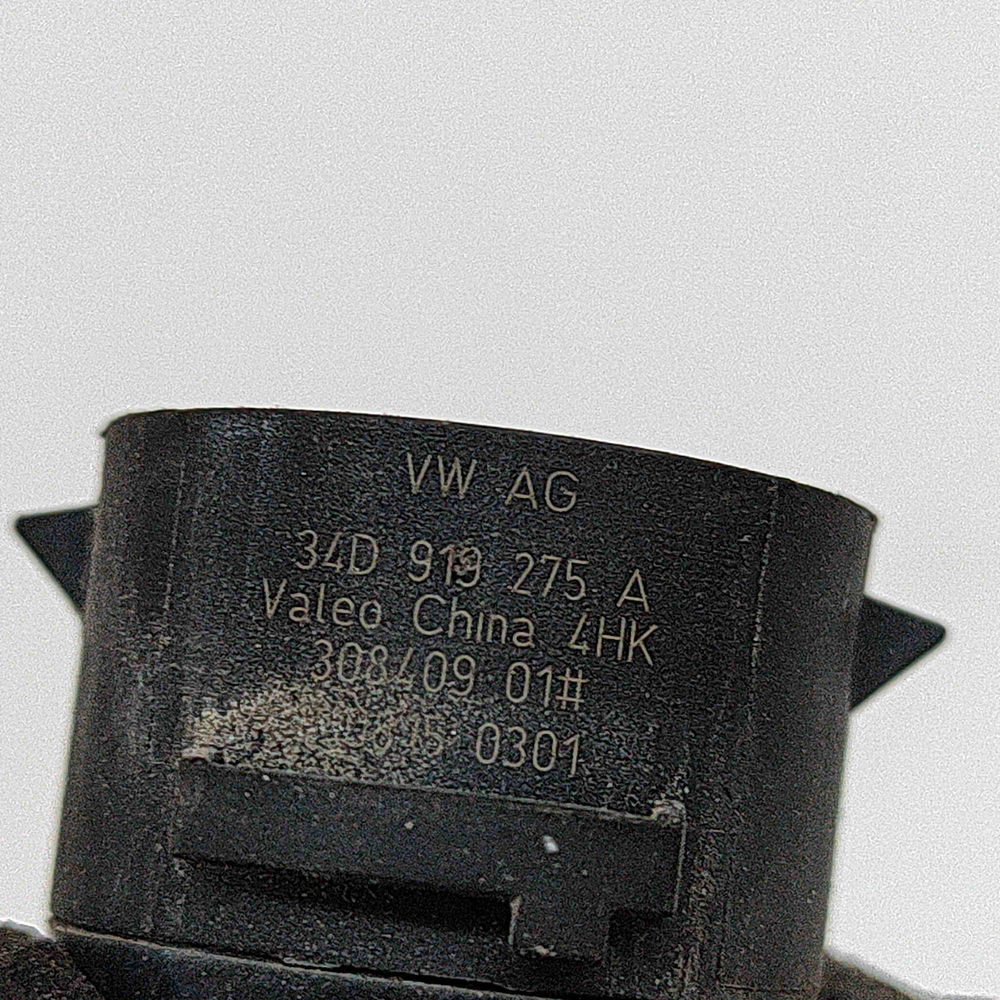 VW AG
34D 919 275 A
Valeo China 4HK
308409 01#
0301